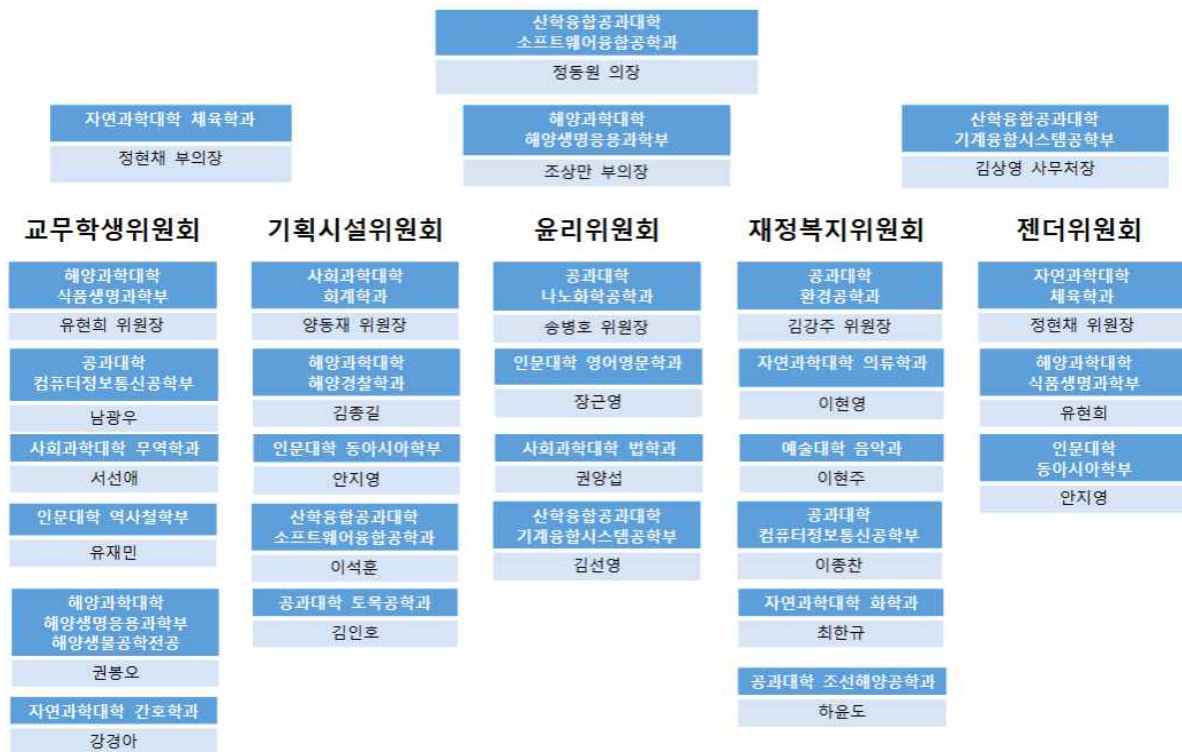 산학융합공과대학
소프트웨어융합공학과
정동원 의장
자연과학대학 체육학과
정현채 부의장
해양과학대학
해양생명응용과학부
조상만 부의장
산학융합공과대학
기계융합시스템공학부
김상영 사무처장
교무학생위원회
해양과학대학
식품생명과학부
유현희 위원장
공과대학
컴퓨터정보통신공학부
남광우
사회과학대학 무역학과
서선애
인문대학 역사철학부
유재민
해양과학대학
해양생명응용과학부
해양생물공학전공
권봉오
자연과학대학 간호학과
강경아
기획시설위원회
사회과학대학
회계학과
양동재 위원장
해양과학대학
해양경찰학과
김종길
인문대학 동아시아학부
안지영
산학융합공과대학
소프트웨어융합공학과
이석훈
공과대학 토목공학과
김인호
윤리위원회
공과대학
나노화학공학과
송병호 위원장
인문대학 영어영문학과
장근영
사회과학대학 법학과
권양섭
산학융합공과대학
기계융합시스템공학부
김선영
재정복지위원회
공과대학
환경공학과
김강주 위원장
자연과학대학 의류학과
이현영
예술대학 음악과
이현주
공과대학
컴퓨터정보통신공학부
이종찬
자연과학대학 화학과
최한규
공과대학 조선해양공학과
하윤도
젠더위원회
자연과학대학
체육학과
정현채 위원장
해양과학대학
식품생명과학부
유현희
인문대학
동아시아학부
안지영